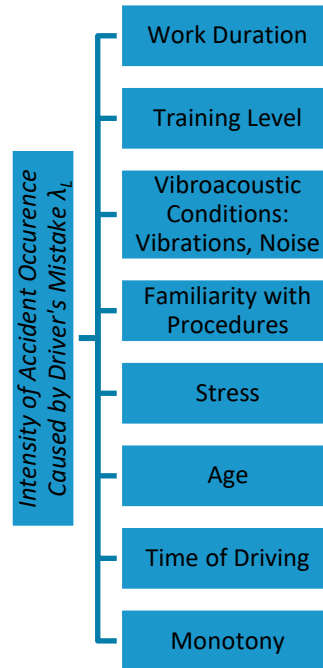 Intensity of Accident Occurence
Caused by Driver's Mistake λL
Work Duration
Training Level
Vibroacoustic
Conditions:
Vibrations, Noise
Familiarity with
Procedures
Stress
Age
Time of Driving
Monotony